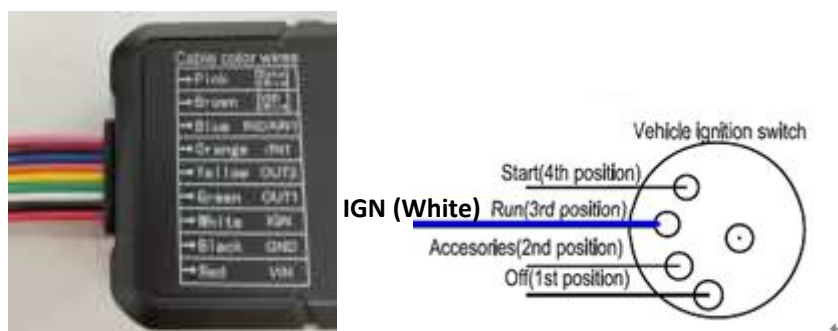 Cable color wires
Pink
Brown
Blue
Orange IN1
Yellow OUT2
Green OUT1
White IGN
Black GND
Red VIN
Vehicle ignition switch
Start(4th position)
IGN (White) Run(3rd position)
Accesories(2nd position)
Off(1st position)